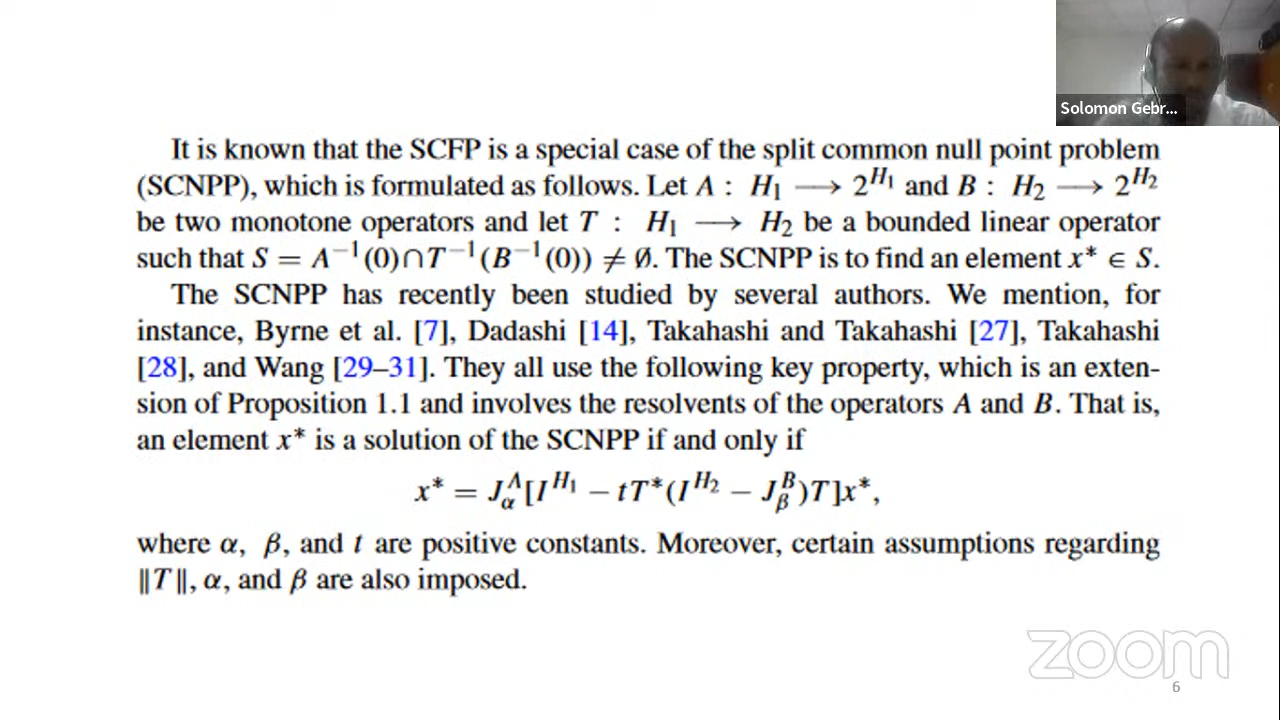 Solomon Gebr...
It is known that the SCFP is a special case of the split common null point problem
(SCNPP), which is formulated as follows. Let A : H₁ ⟶ 2^{H₁} and B : H₂ ⟶ 2^{H₂}
be two monotone operators and let T : H₁ ⟶ H₂ be a bounded linear operator
such that S = A⁻¹(0)∩T⁻¹(B⁻¹(0)) ≠ Ø. The SCNPP is to find an element x* ∈ S.
The SCNPP has recently been studied by several authors. We mention, for
instance, Byrne et al. [7], Dadashi [14], Takahashi and Takahashi [27], Takahashi
[28], and Wang [29–31]. They all use the following key property, which is an exten-
sion of Proposition 1.1 and involves the resolvents of the operators A and B. That is,
an element x* is a solution of the SCNPP if and only if
x* = J_α^A[I^{H₁} − tT*(I^{H₂} − J_β^B)T]x*,
where α, β, and t are positive constants. Moreover, certain assumptions regarding
‖T‖, α, and β are also imposed.
zoom
6